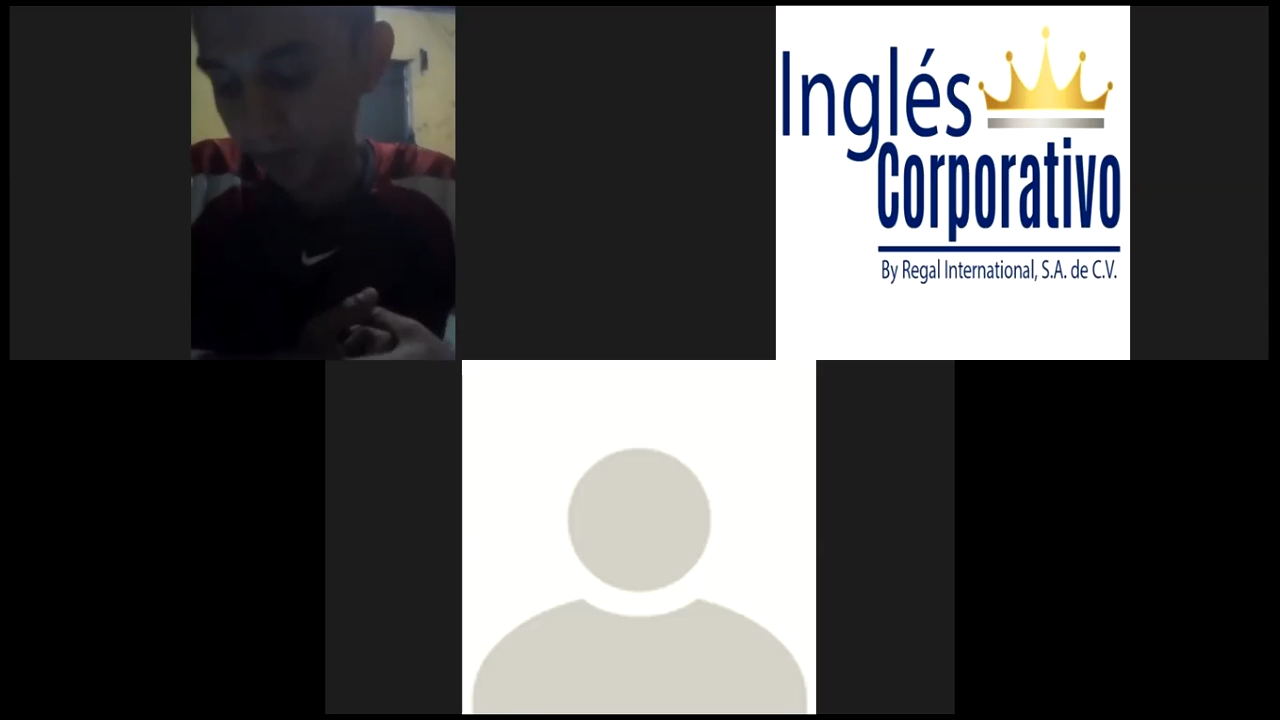 Inglés
Corporativo
By Regal International, S.A. de C.V.